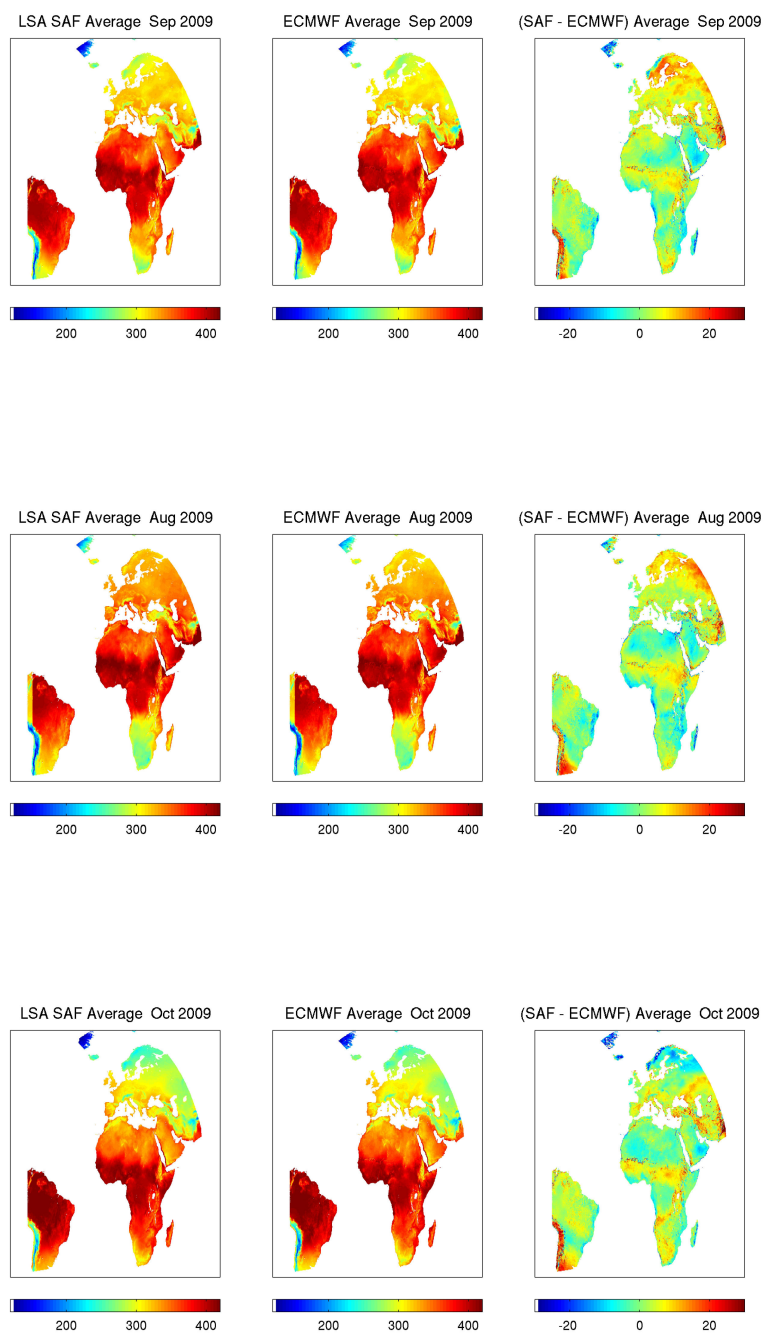 LSA SAF Average Sep 2009
ECMWF Average Sep 2009
(SAF - ECMWF) Average Sep 2009
200 300 400
200 300 400
-20 0 20
LSA SAF Average Aug 2009
ECMWF Average Aug 2009
(SAF - ECMWF) Average Aug 2009
200 300 400
200 300 400
-20 0 20
LSA SAF Average Oct 2009
ECMWF Average Oct 2009
(SAF - ECMWF) Average Oct 2009
200 300 400
200 300 400
-20 0 20